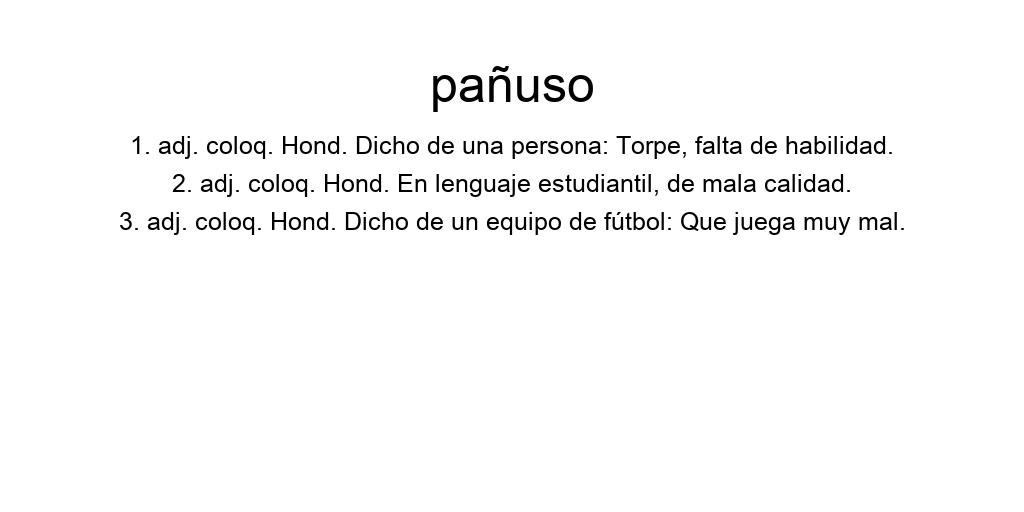 pañuso
1. adj. coloq. Hond. Dicho de una persona: Torpe, falta de habilidad.
2. adj. coloq. Hond. En lenguaje estudiantil, de mala calidad.
3. adj. coloq. Hond. Dicho de un equipo de fútbol: Que juega muy mal.